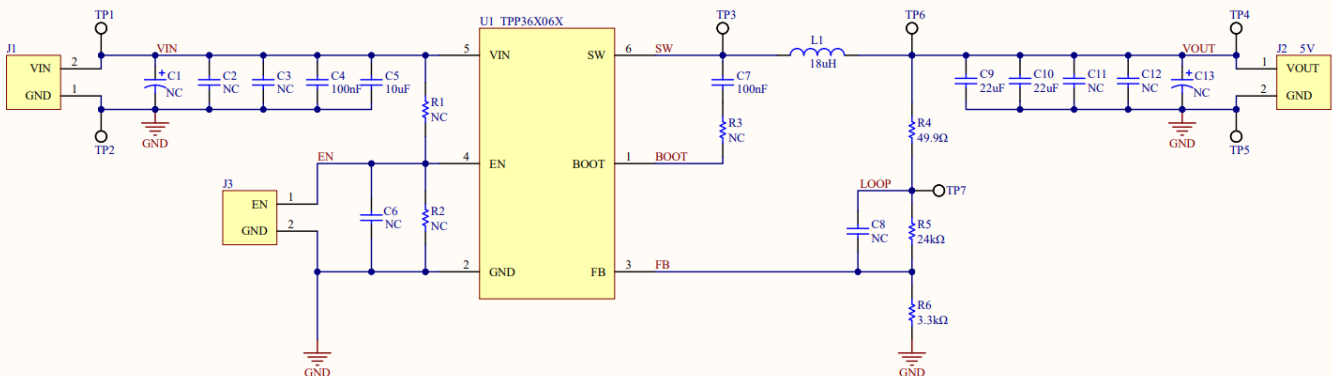 TP1
TP3
TP6
TP4
U1 TPP36X06X
J1
VIN
VIN 2
GND 1
5 VIN
SW 6
SW
L1
18uH
VOUT
J2 5V
1 VOUT
2 GND
C1
NC
C2
NC
C3
NC
C4
100nF
C5
10uF
C7
100nF
C9
22uF
C10
22uF
C11
NC
C12
NC
C13
NC
R1
NC
R3
NC
R4
49.9Ω
TP2
GND
GND
TP5
EN
4 EN
BOOT 1
BOOT
J3
EN 1
GND 2
C6
NC
R2
NC
LOOP
TP7
C8
NC
R5
24kΩ
2 GND
FB 3
FB
R6
3.3kΩ
GND
GND